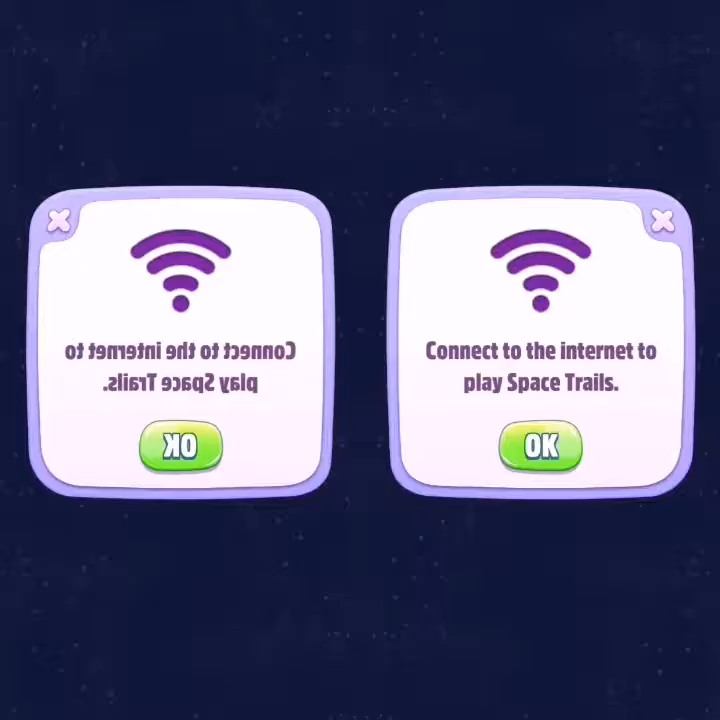 Connect to the internet to
play Space Trails.
OK
Connect to the internet to
play Space Trails.
OK